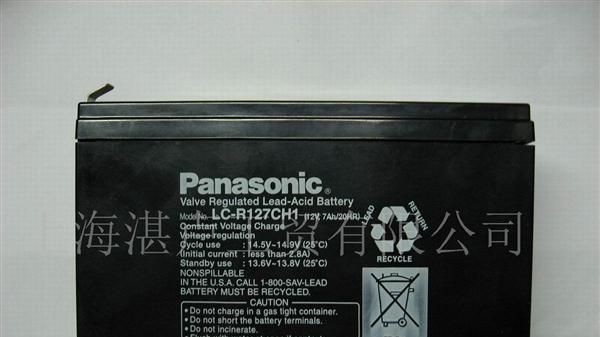 Panasonic®
Valve Regulated Lead-Acid Battery
Model No. LC-R127CH1 (12V, 7Ah/20HR)
Constant Voltage Charge
Voltage regulation
Cycle use : 14.5V~14.9V (25°C)
Initial current : less than 2.8A)
Standby use : 13.6V~13.8V (25°C)
NONSPILLABLE
IN THE U.S.A. CALL 1-800-SAV-LEAD
BATTERY MUST BE RECYCLED.
LEAD
RETURN
RECYCLE
Pb
海湛 贸有限公司
CAUTION
• Do not charge in a gas tight container.
• Do not short the battery terminals.
• Do not incinerate.